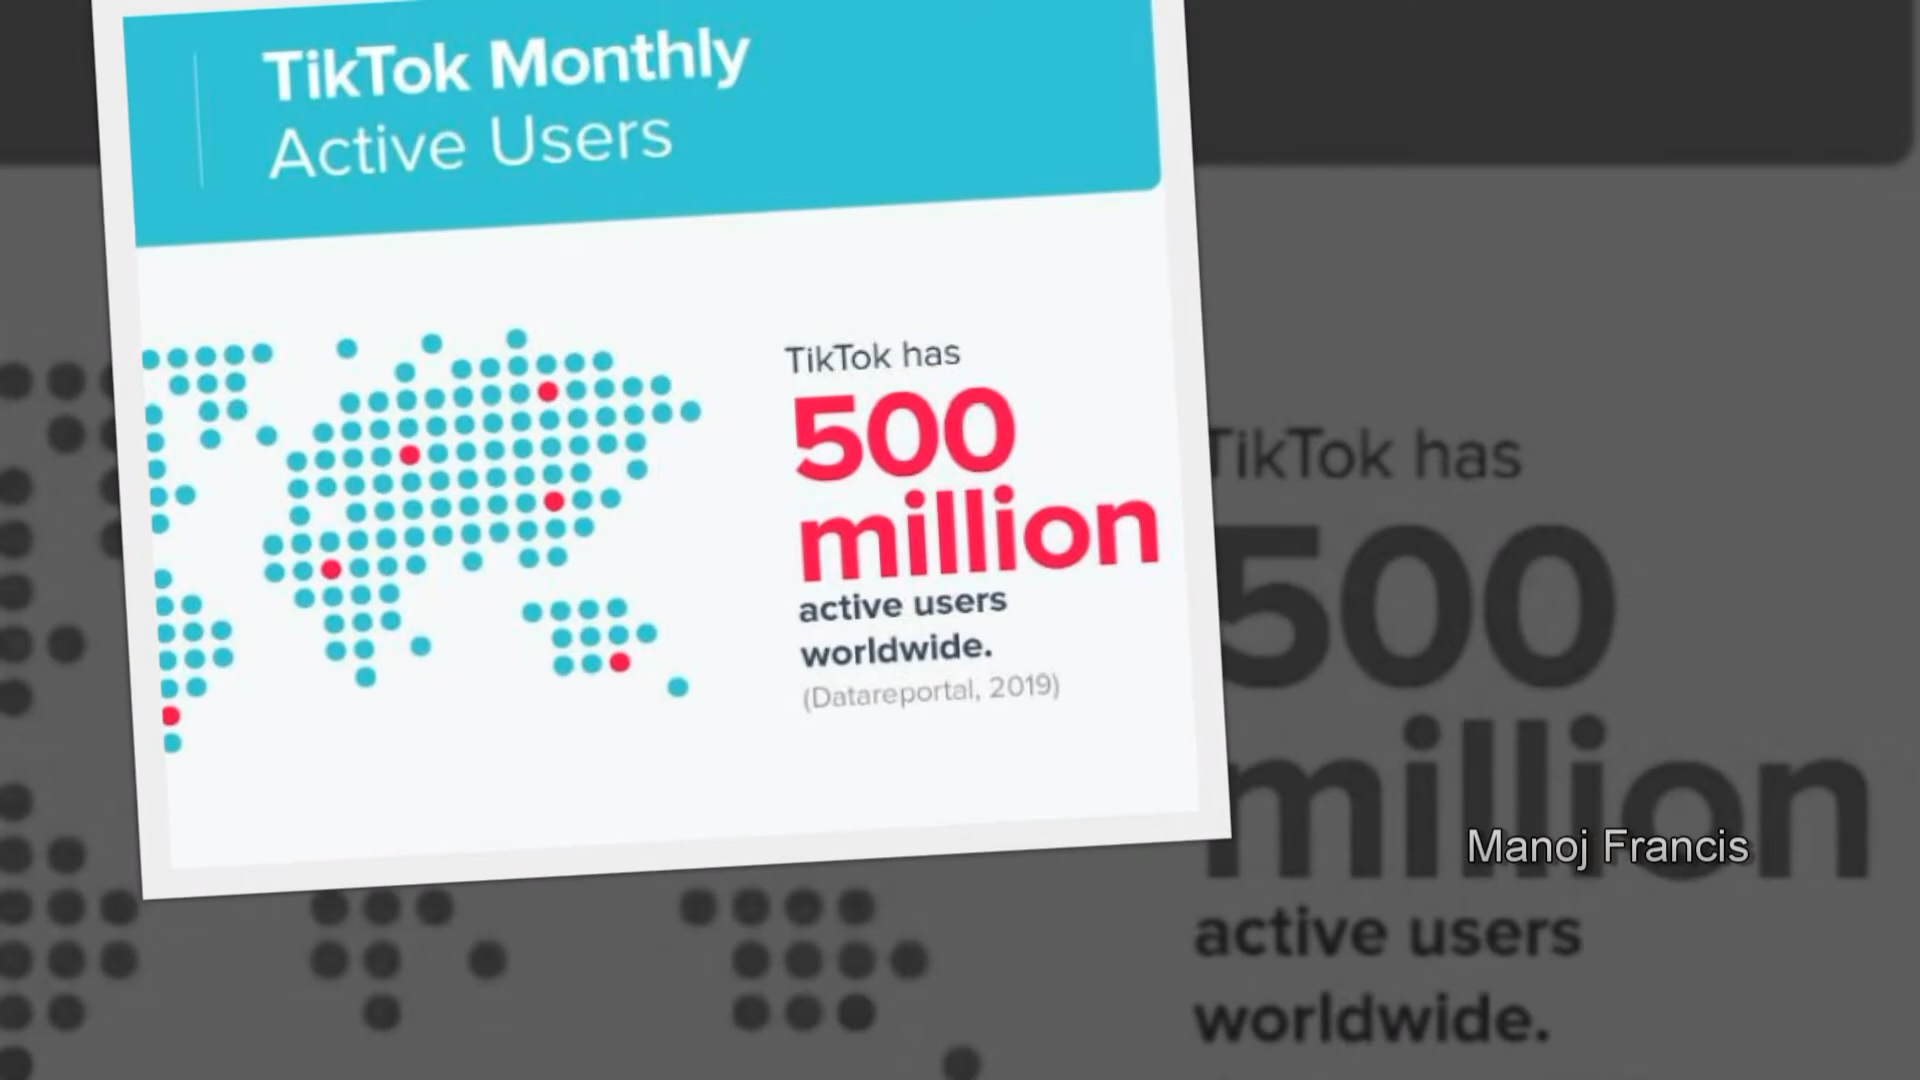 TikTok Monthly
Active Users
TikTok has
500
million
active users
worldwide.
(Datareportal, 2019)
TikTok has
500
million
Manoj Francis
active users
worldwide.